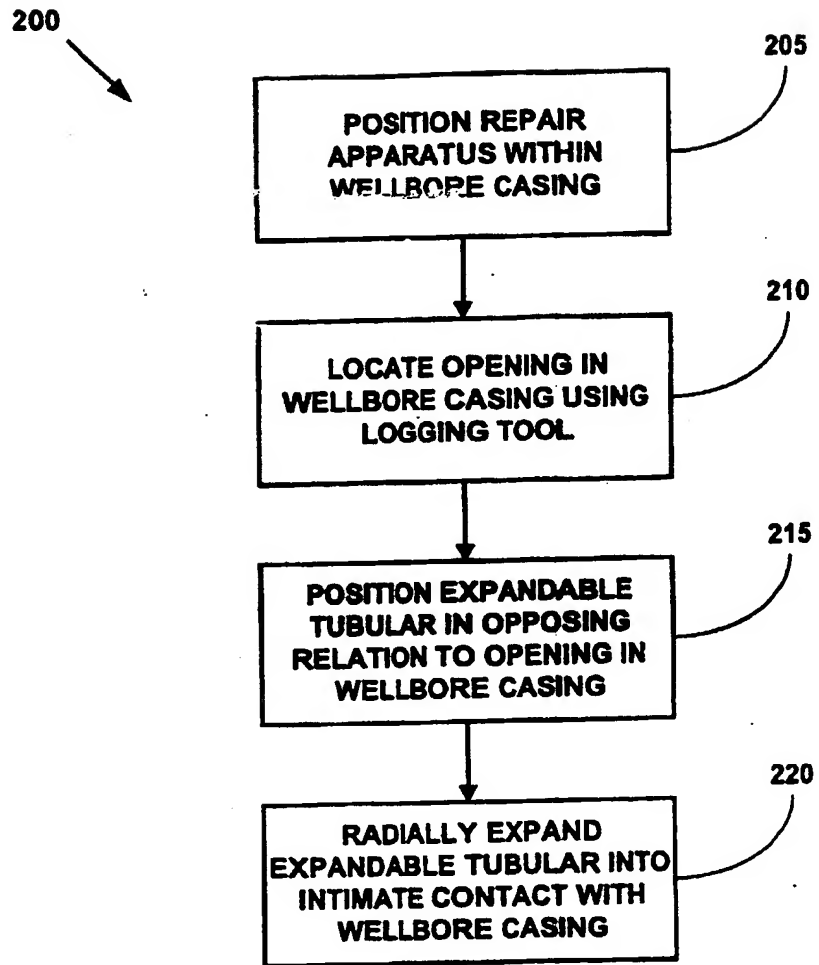 200
205
POSITION REPAIR
APPARATUS WITHIN
WELLBORE CASING
210
LOCATE OPENING IN
WELLBORE CASING USING
LOGGING TOOL
215
POSITION EXPANDABLE
TUBULAR IN OPPOSING
RELATION TO OPENING IN
WELLBORE CASING
220
RADIALLY EXPAND
EXPANDABLE TUBULAR INTO
INTIMATE CONTACT WITH
WELLBORE CASING